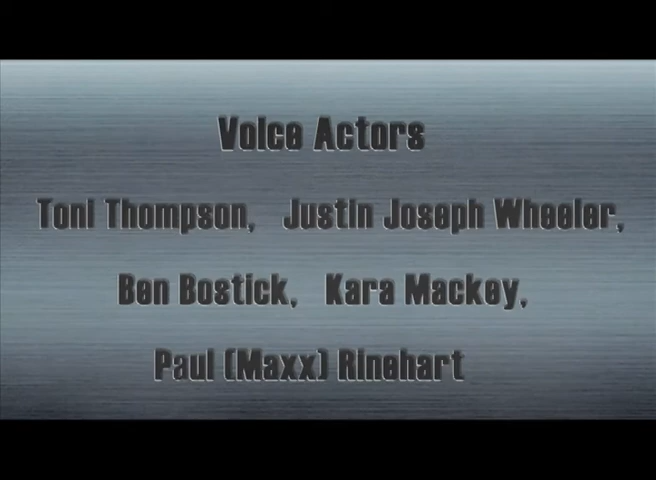 Voice Actors
Toni Thompson, Justin Joseph Wheeler,
Ben Bostick, Kara Mackey,
Paul (Maxx) Rinehart